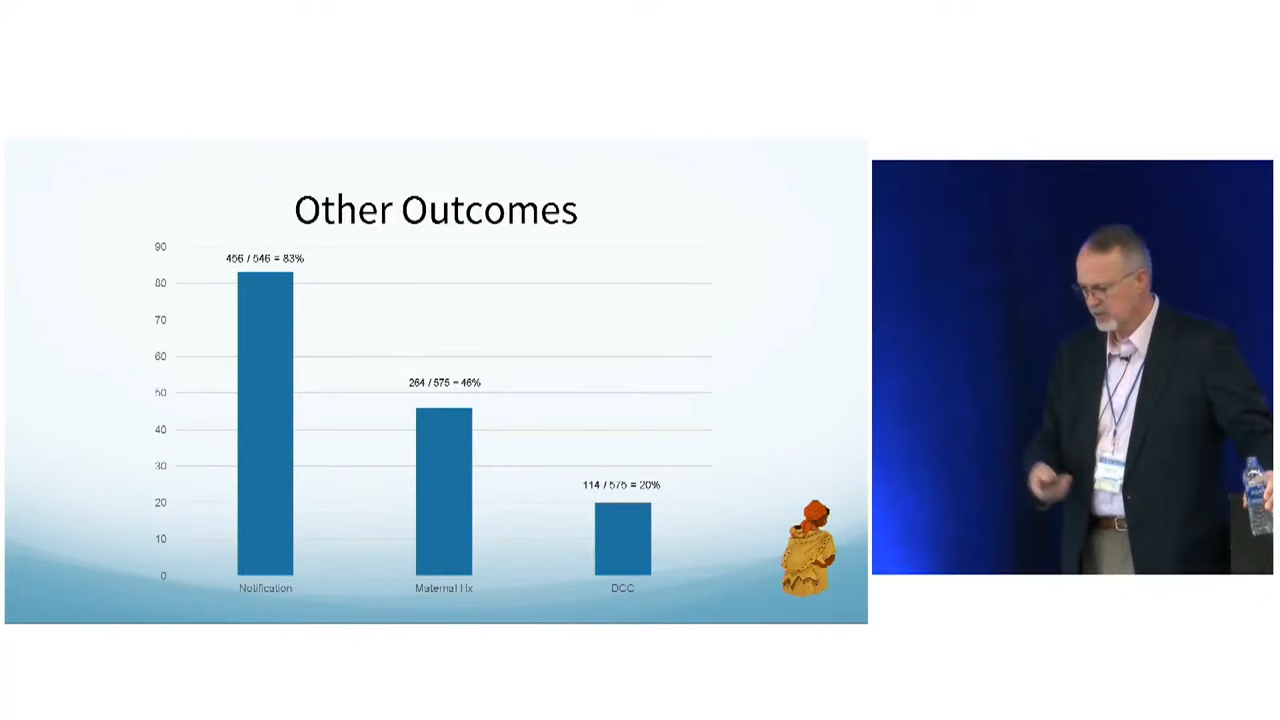 Other Outcomes
90
80
70
60
50
40
30
20
10
0
456 / 546 = 83%
264 / 575 = 46%
114 / 575 = 20%
Notification
Maternal Hx
DCC